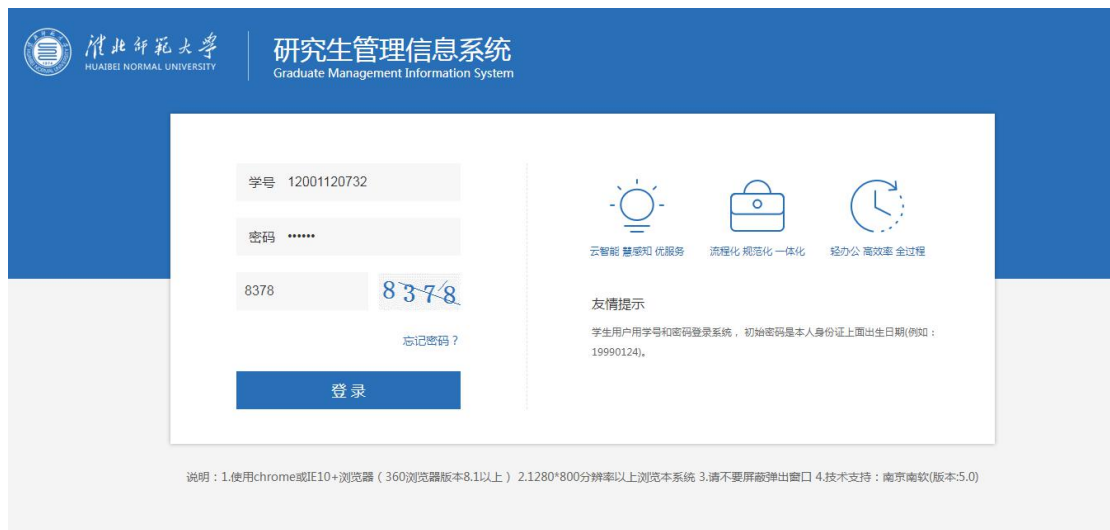 淮北师范大学
HUAIBEI NORMAL UNIVERSITY
研究生管理信息系统
Graduate Management Information System
学号 12001120732
密码 ••••••
8378 8378
忘记密码？
登录
云智能 慧感知 优服务 流程化 规范化 一体化 轻办公 高效率 全过程
友情提示
学生用户用学号和密码登录系统， 初始密码是本人身份证上面出生日期(例如：
19990124)。
说明：1.使用chrome或IE10+浏览器（360浏览器版本8.1以上） 2.1280*800分辨率以上浏览本系统 3.请不要屏蔽弹出窗口 4.技术支持：南京南软(版本:5.0)